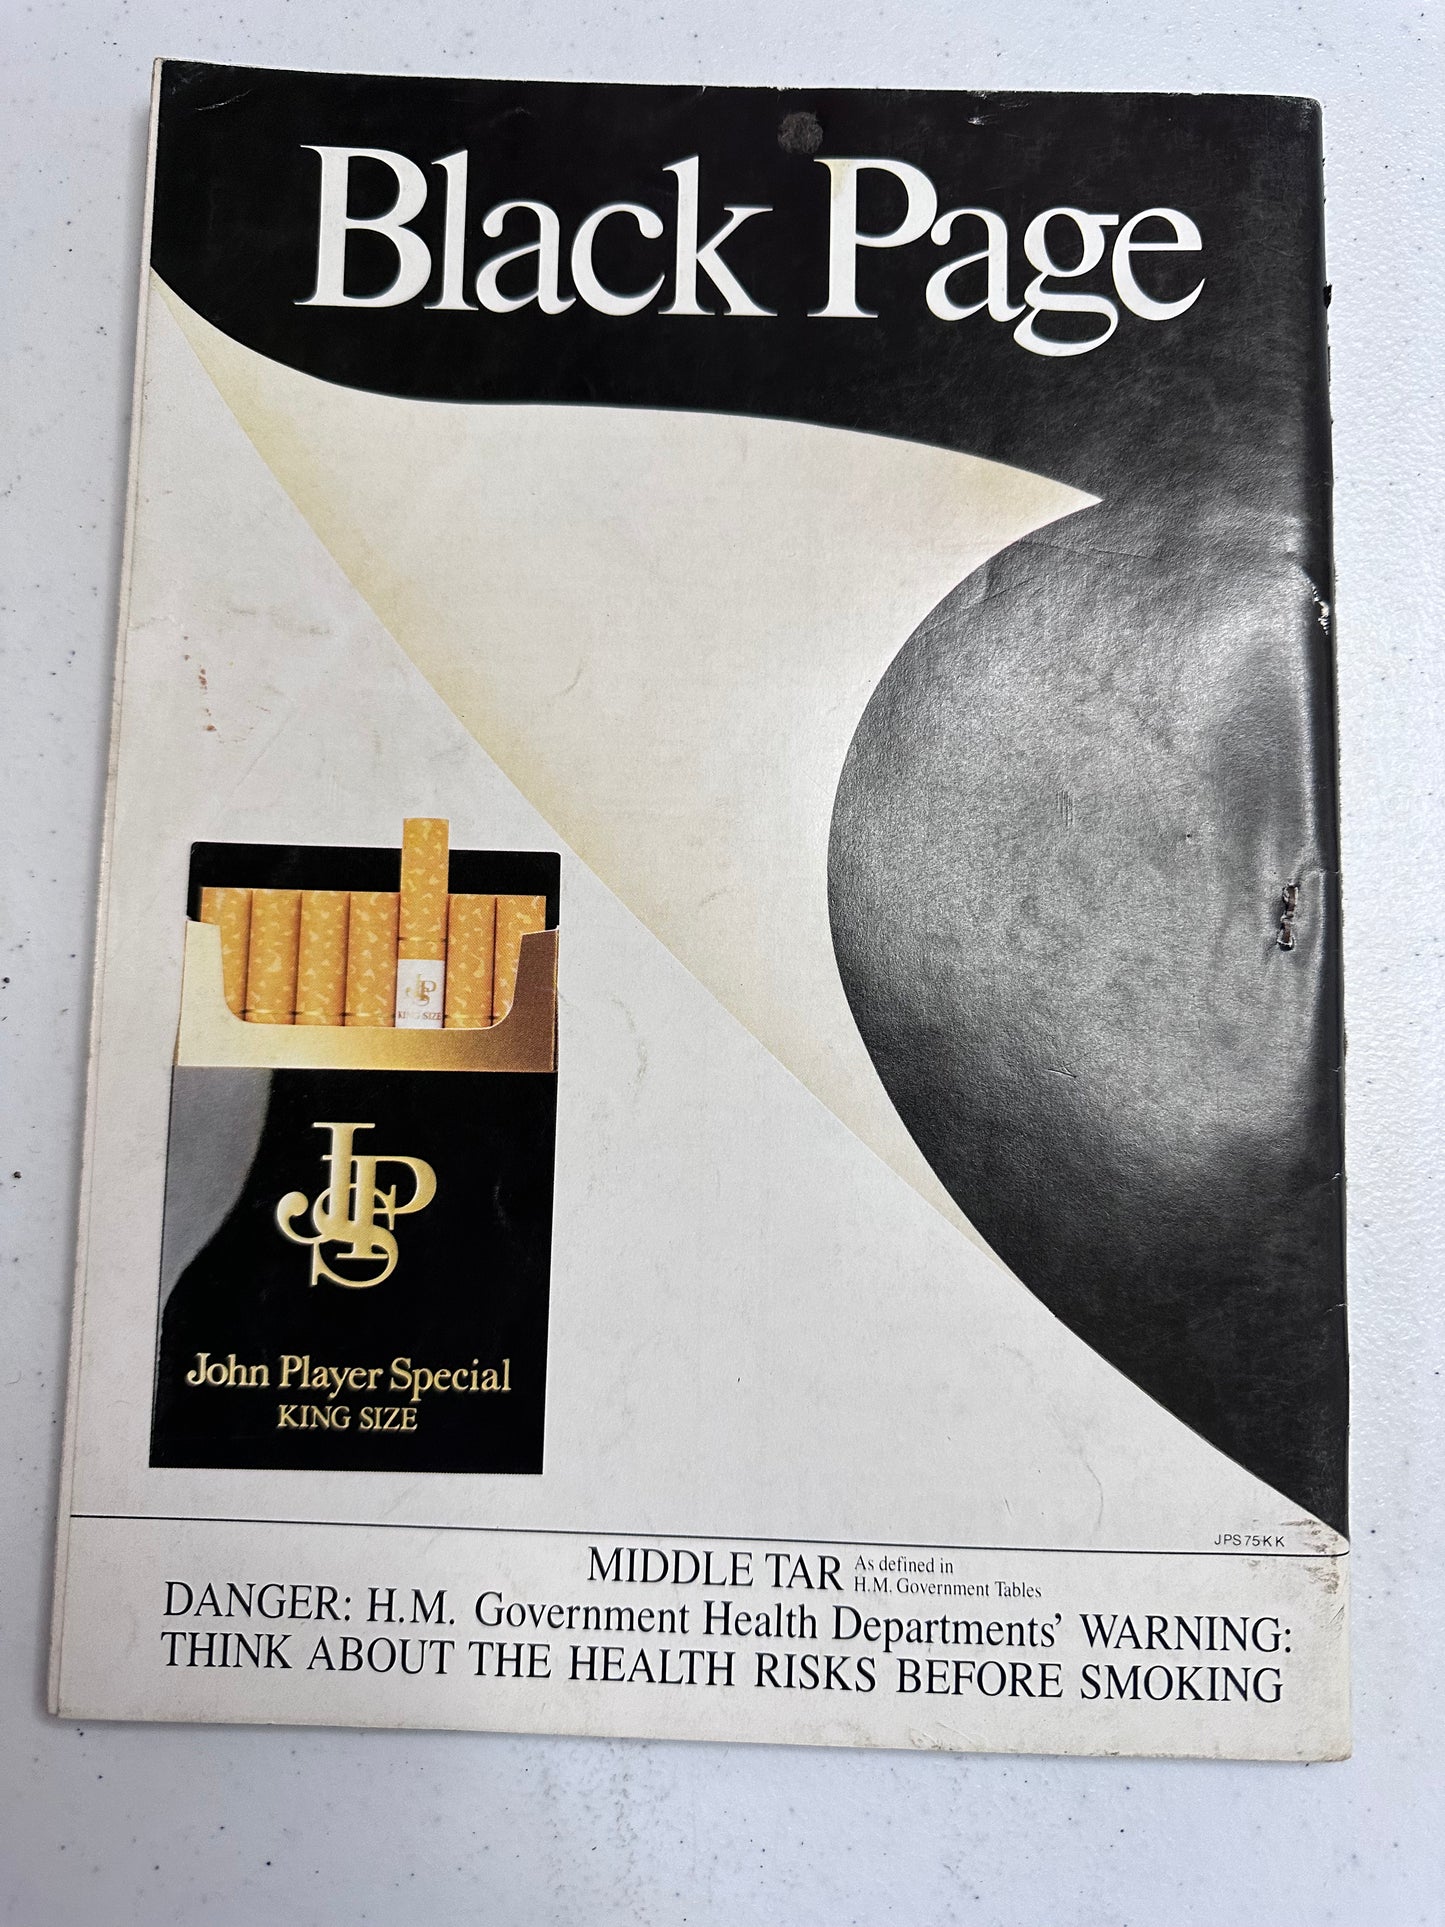 Black Page
JPS
KING SIZE
JPS
John Player Special
KING SIZE
JPS75KK
MIDDLE TAR As defined in
H.M. Government Tables
DANGER: H.M. Government Health Departments' WARNING:
THINK ABOUT THE HEALTH RISKS BEFORE SMOKING